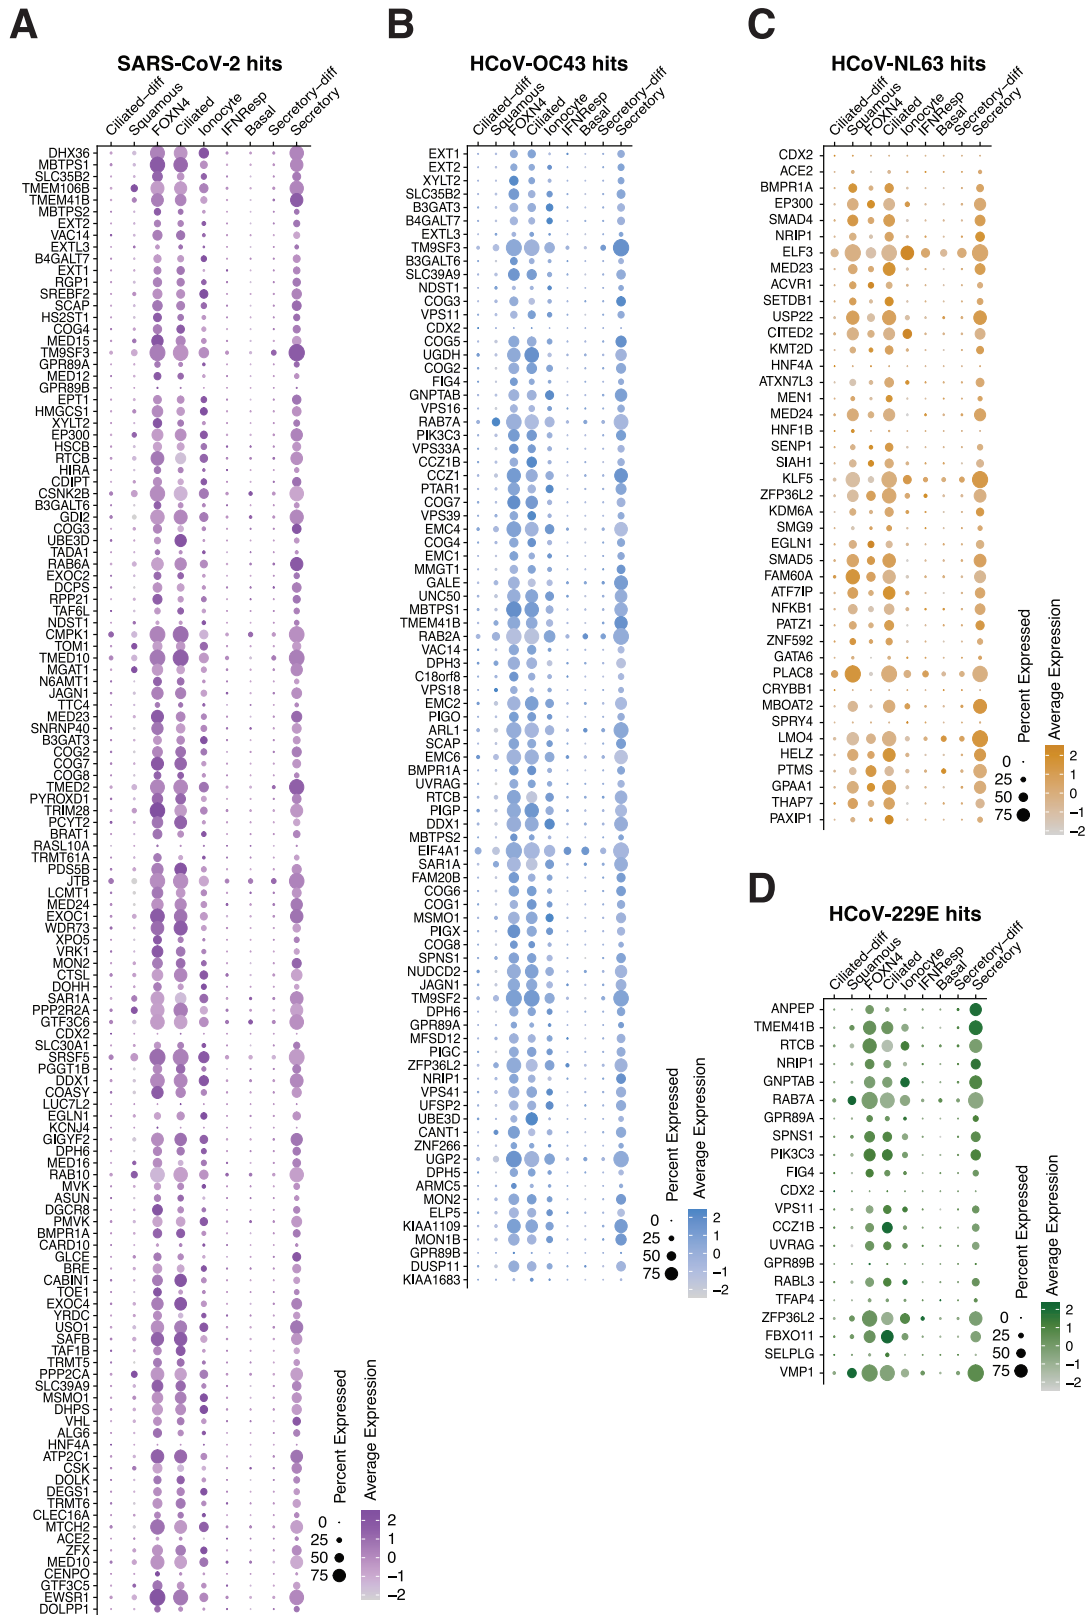 A
SARS-CoV-2 hits
Ciliated−diff
Squamous
FOXN4
Ciliated
Ionocyte
IFNResp
Basal
Secretory−diff
Secretory
DHX36
MBTPS1
SLC35B2
TMEM106B
TMEM41B
MBTPS2
EXT2
VAC14
EXTL3
B4GALT7
EXT1
RGP1
SREBF2
SCAP
HS2ST1
COG4
MED15
TM9SF3
GPR89A
MED12
GPR89B
EPT1
HMGCS1
XYLT2
EP300
HSCB
RTCB
HIRA
CDIPT
CSNK2B
B3GALT6
GDI2
COG3
UBE3D
TADA1
RAB6A
EXOC2
DCPS
RPP21
TAF6L
NDST1
CMPK1
TOM1
TMED10
MGAT1
N6AMT1
JAGN1
TTC4
MED23
SNRNP40
B3GAT3
COG2
COG7
COG8
TMED2
PYROXD1
TRIM28
PCYT2
BRAT1
RASL10A
TRMT61A
PDS5B
JTB
LCMT1
MED24
EXOC1
WDR73
XPO5
VRK1
MON2
CTSL
DOHH
SAR1A
PPP2R2A
GTF3C6
CDX2
SLC30A1
SRSF5
PGGT1B
DDX1
COASY
LUC7L2
EGLN1
KCNJ4
GIGYF2
DPH6
MED16
RAB10
MVK
ASUN
DGCR8
PMVK
BMPR1A
CARD10
GLCE
BRE
CABIN1
TOE1
EXOC4
YRDC
USO1
SAFB
TAF1B
TRMT5
PPP2CA
SLC39A9
MSMO1
DHPS
VHL
ALG6
HNF4A
ATP2C1
CSK
DOLK
DEGS1
TRMT6
CLEC16A
MTCH2
ACE2
ZFX
MED10
CENPO
GTF3C5
EWSR1
DOLPP1
Percent Expressed
0
25
50
75
Average Expression
2
1
0
−1
−2
B
HCoV-OC43 hits
Ciliated−diff
Squamous
FOXN4
Ciliated
Ionocyte
IFNResp
Basal
Secretory−diff
Secretory
EXT1
EXT2
XYLT2
SLC35B2
B3GAT3
B4GALT7
EXTL3
TM9SF3
B3GALT6
SLC39A9
NDST1
COG3
VPS11
CDX2
COG5
UGDH
COG2
FIG4
GNPTAB
VPS16
RAB7A
PIK3C3
VPS33A
CCZ1B
CCZ1
PTAR1
COG7
VPS39
EMC4
COG4
EMC1
MMGT1
GALE
UNC50
MBTPS1
TMEM41B
RAB2A
VAC14
DPH3
C18orf8
VPS18
EMC2
PIGO
ARL1
SCAP
EMC6
BMPR1A
UVRAG
RTCB
PIGP
DDX1
MBTPS2
EIF4A1
SAR1A
FAM20B
COG6
COG1
MSMO1
PIGX
COG8
SPNS1
NUDCD2
JAGN1
TM9SF2
DPH6
GPR89A
MFSD12
PIGC
ZFP36L2
NRIP1
VPS41
UFSP2
UBE3D
CANT1
ZNF266
UGP2
DPH5
ARMC5
MON2
ELP5
KIAA1109
MON1B
GPR89B
DUSP11
KIAA1683
Percent Expressed
0
25
50
75
Average Expression
2
1
0
−1
−2
C
HCoV-NL63 hits
Ciliated−diff
Squamous
FOXN4
Ciliated
Ionocyte
IFNResp
Basal
Secretory−diff
Secretory
CDX2
ACE2
BMPR1A
EP300
SMAD4
NRIP1
ELF3
MED23
ACVR1
SETDB1
USP22
CITED2
KMT2D
HNF4A
ATXN7L3
MEN1
MED24
HNF1B
SENP1
SIAH1
KLF5
ZFP36L2
KDM6A
SMG9
EGLN1
SMAD5
FAM60A
ATF7IP
NFKB1
PATZ1
ZNF592
GATA6
PLAC8
CRYBB1
MBOAT2
SPRY4
LMO4
HELZ
PTMS
GPAA1
THAP7
PAXIP1
Percent Expressed
0
25
50
75
Average Expression
2
1
0
−1
−2
D
HCoV-229E hits
Ciliated−diff
Squamous
FOXN4
Ciliated
Ionocyte
IFNResp
Basal
Secretory−diff
Secretory
ANPEP
TMEM41B
RTCB
NRIP1
GNPTAB
RAB7A
GPR89A
SPNS1
PIK3C3
FIG4
CDX2
VPS11
CCZ1B
UVRAG
GPR89B
RABL3
TFAP4
ZFP36L2
FBXO11
SELPLG
VMP1
Percent Expressed
0
25
50
75
Average Expression
2
1
0
−1
−2